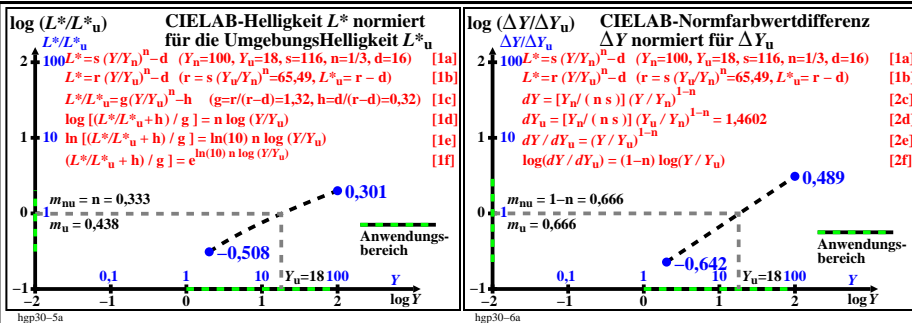 log (L*/L*u)
CIELAB-Helligkeit L* normiert
für die UmgebungsHelligkeit L*u
L*/L*u
L*=s (Y/Yn)^n–d (Yn=100, Yu=18, s=116, n=1/3, d=16) [1a]
L*=r (Y/Yu)^n–d (r = s (Yu/Yn)^n=65,49, L*u = r – d) [1b]
L*/L*u=g(Y/Yu)^n–h (g=r/(r–d)=1,32, h=d/(r–d)=0,32) [1c]
log [(L*/L*u+h) / g ] = n log (Y/Yu) [1d]
ln [(L*/L*u + h) / g ] = ln(10) n log (Y/Yu) [1e]
(L*/L*u + h) / g ] = e^ln(10) n log (Y/Yu) [1f]
2
100
1
10
0
1
–1
mnu = n = 0,333
mu = 0,438
0,301
–0,508
Anwendungs-
bereich
0,1 1 10 Yu=18 100 Y
–2 –1 0 1 2 log Y
hgp30–5a
log (ΔY/ΔYu)
CIELAB-Normfarbwertdifferenz
ΔY normiert für ΔYu
ΔY/ΔYu
L*=s (Y/Yn)^n–d (Yn=100, Yu=18, s=116, n=1/3, d=16) [1a]
L*=r (Y/Yu)^n–d (r = s (Yu/Yn)^n=65,49, L*u = r – d) [1b]
dY = [Yn / ( n s )] (Y / Yn)^1–n [2c]
dYu = [Yn / ( n s )] (Yu / Yn)^1–n = 1,4602 [2d]
dY / dYu = (Y / Yu)^1–n [2e]
log(dY / dYu) = (1–n) log(Y / Yu) [2f]
2
100
1
10
0
1
–1
mnu = 1–n = 0,666
mu = 0,666
0,489
–0,642
Anwendungs-
bereich
0,1 1 10 Yu=18 100 Y
–2 –1 0 1 2 log Y
hgp30–6a